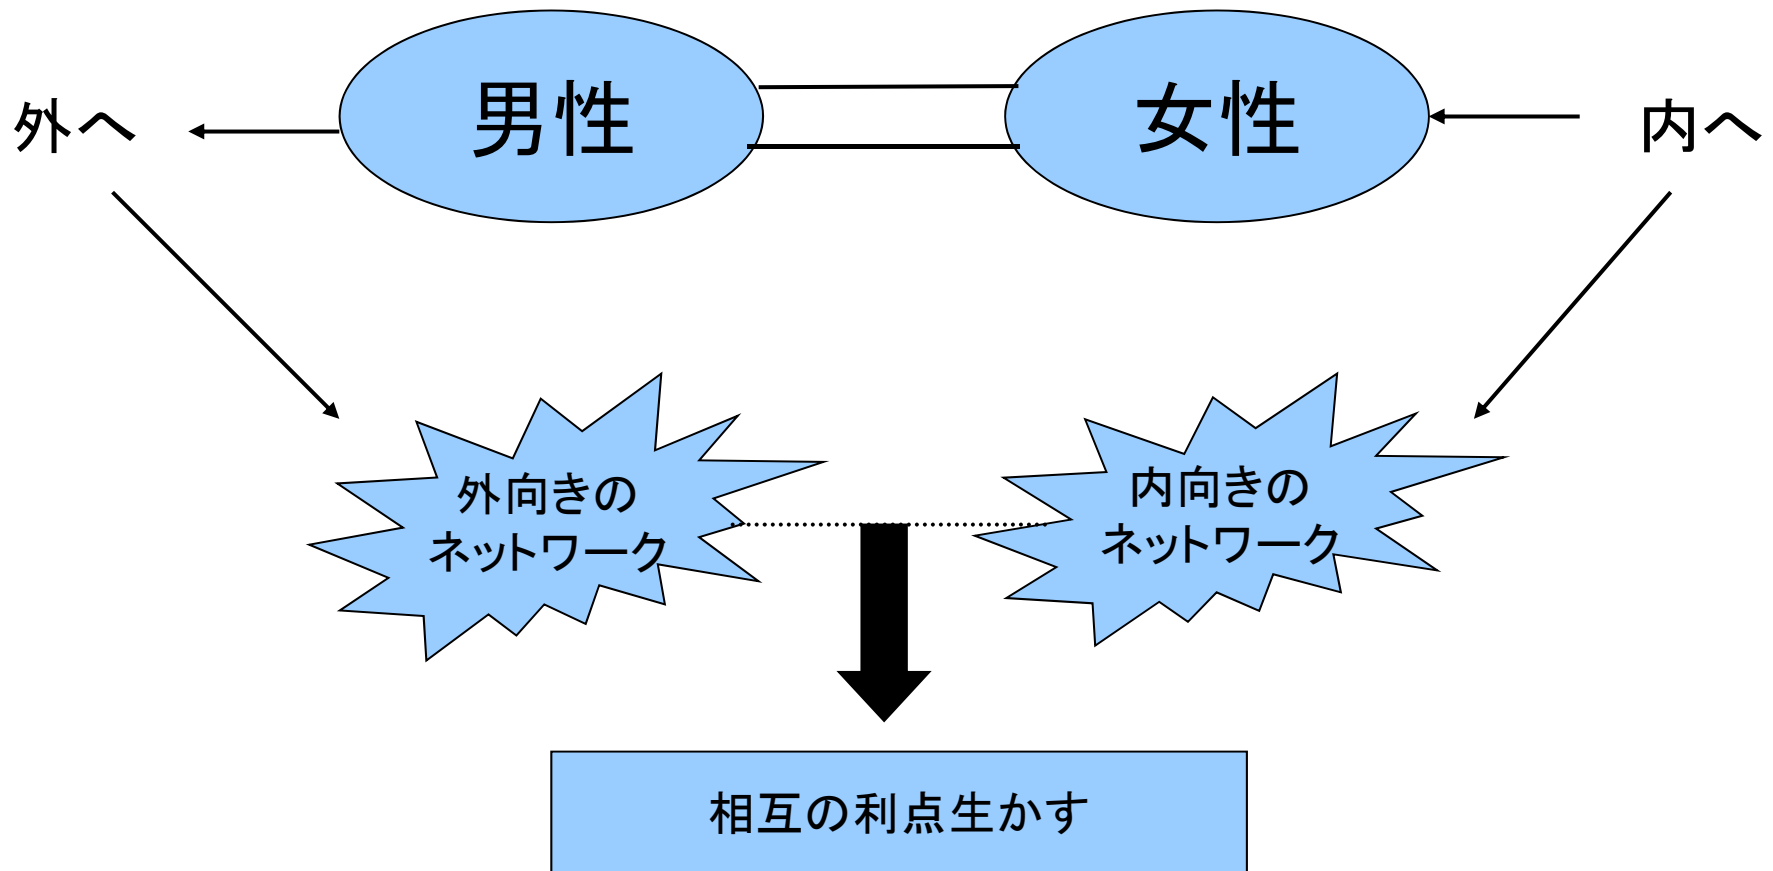 男性
女性
外へ
内へ
外向きの
ネットワーク
内向きの
ネットワーク
相互の利点生かす